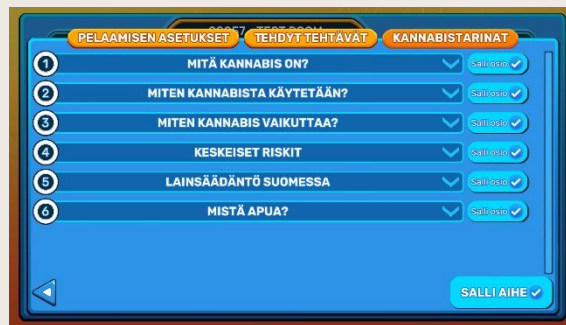 PELAAMISEN ASETUKSET TEHDYT TEHTÄVÄT KANNABISTARINAT
1 MITÄ KANNABIS ON? Salli osio
2 MITEN KANNABISTA KÄYTETÄÄN? Salli osio
3 MITEN KANNABIS VAIKUTTAA? Salli osio
4 KESKEISET RISKIT Salli osio
5 LAINSÄÄDÄNTÖ SUOMESSA Salli osio
6 MISTÄ APUA? Salli osio
SALLI AIHE